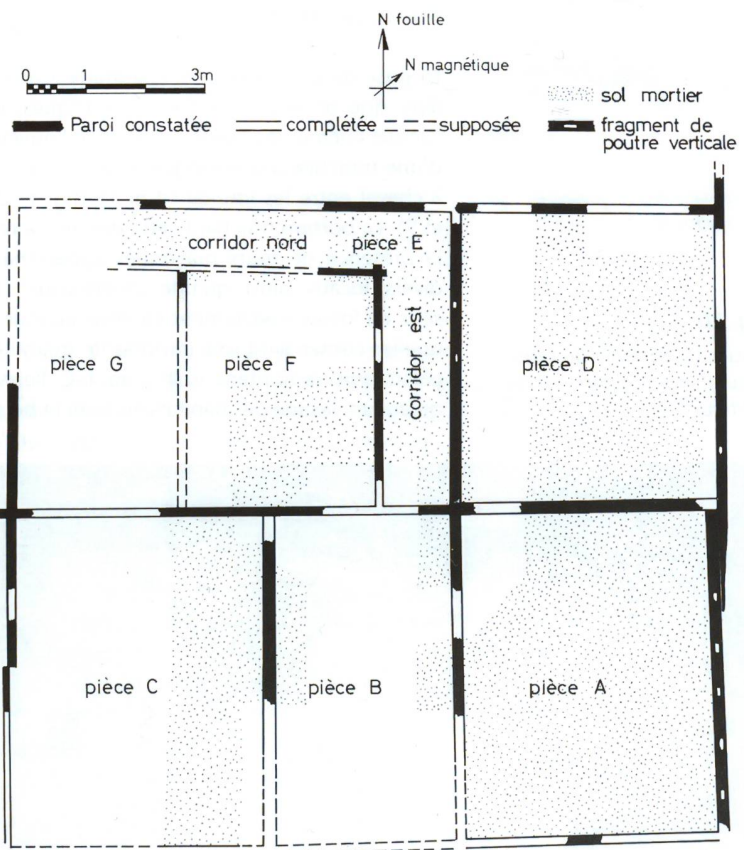 N fouille
N magnétique
0 1 3m
sol mortier
Paroi constatée complétée supposée fragment de
poutre verticale
corridor nord pièce E
corridor est
pièce G pièce F pièce D
pièce C pièce B pièce A